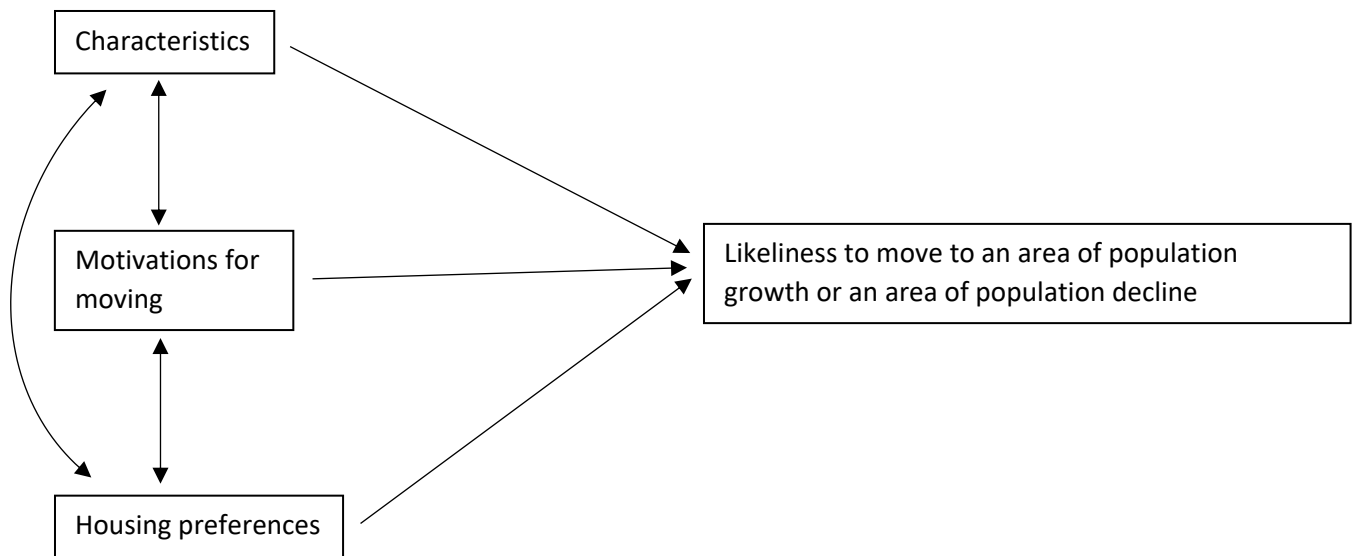 Characteristics
Motivations for
moving
Likeliness to move to an area of population
growth or an area of population decline
Housing preferences